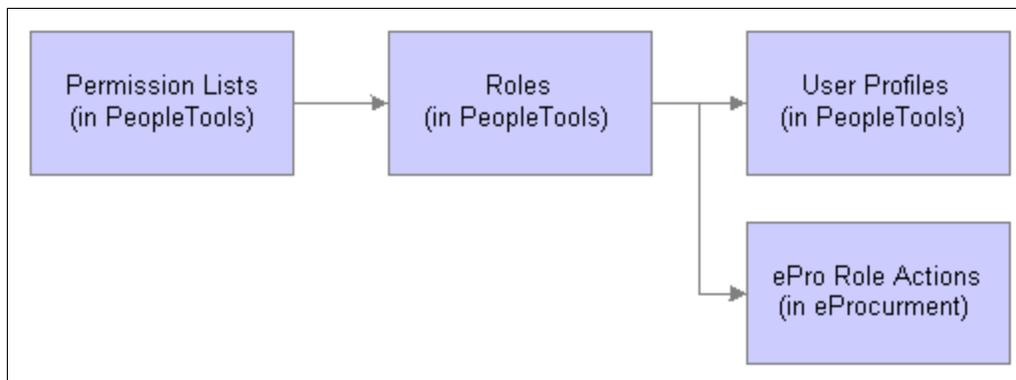 Permission Lists
(in PeopleTools)
Roles
(in PeopleTools)
User Profiles
(in PeopleTools)
ePro Role Actions
(in eProcurment)